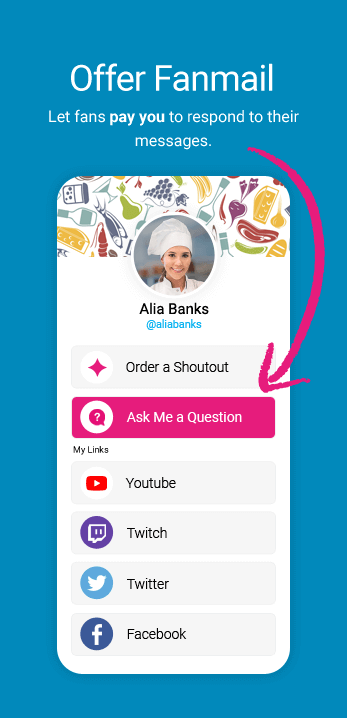 Offer Fanmail
Let fans pay you to respond to their
messages.
Alia Banks
@aliabanks
Order a Shoutout
Ask Me a Question
My Links
Youtube
Twitch
Twitter
Facebook